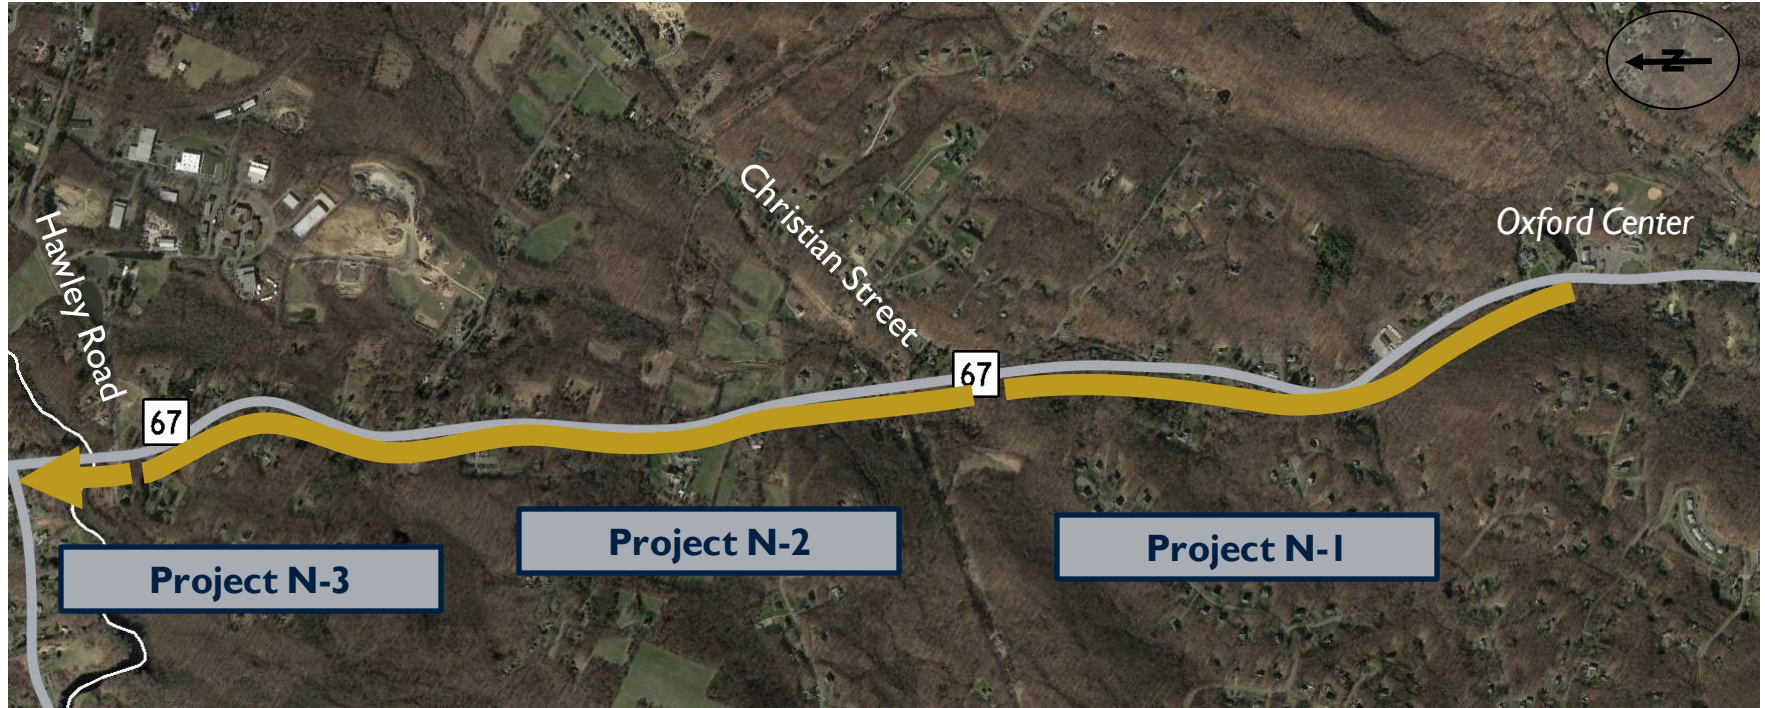 N
Oxford Center
Christian Street
Hawley Road
67
67
Project N-2
Project N-1
Project N-3